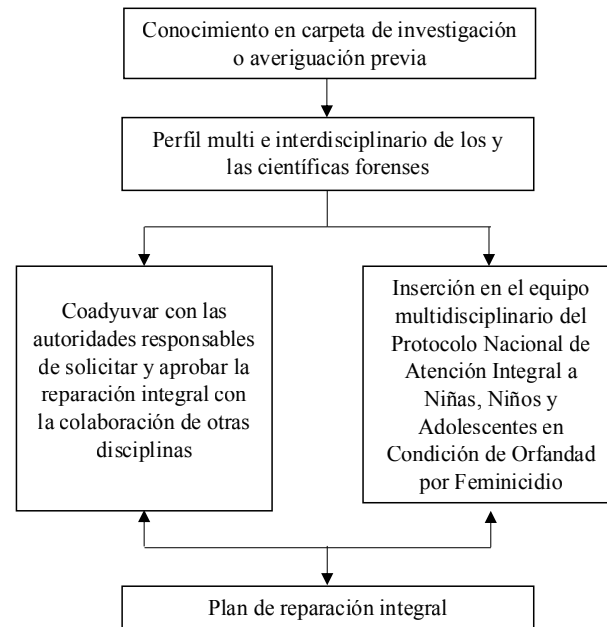 Conocimiento en carpeta de investigación
o averiguación previa
Perfil multi e interdisciplinario de los y
las científicas forenses
Coadyuvar con las
autoridades responsables
de solicitar y aprobar la
reparación integral con
la colaboración de otras
disciplinas
Inserción en el equipo
multidisciplinario del
Protocolo Nacional de
Atención Integral a
Niñas, Niños y
Adolescentes en
Condición de Orfandad
por Feminicidio
Plan de reparación integral